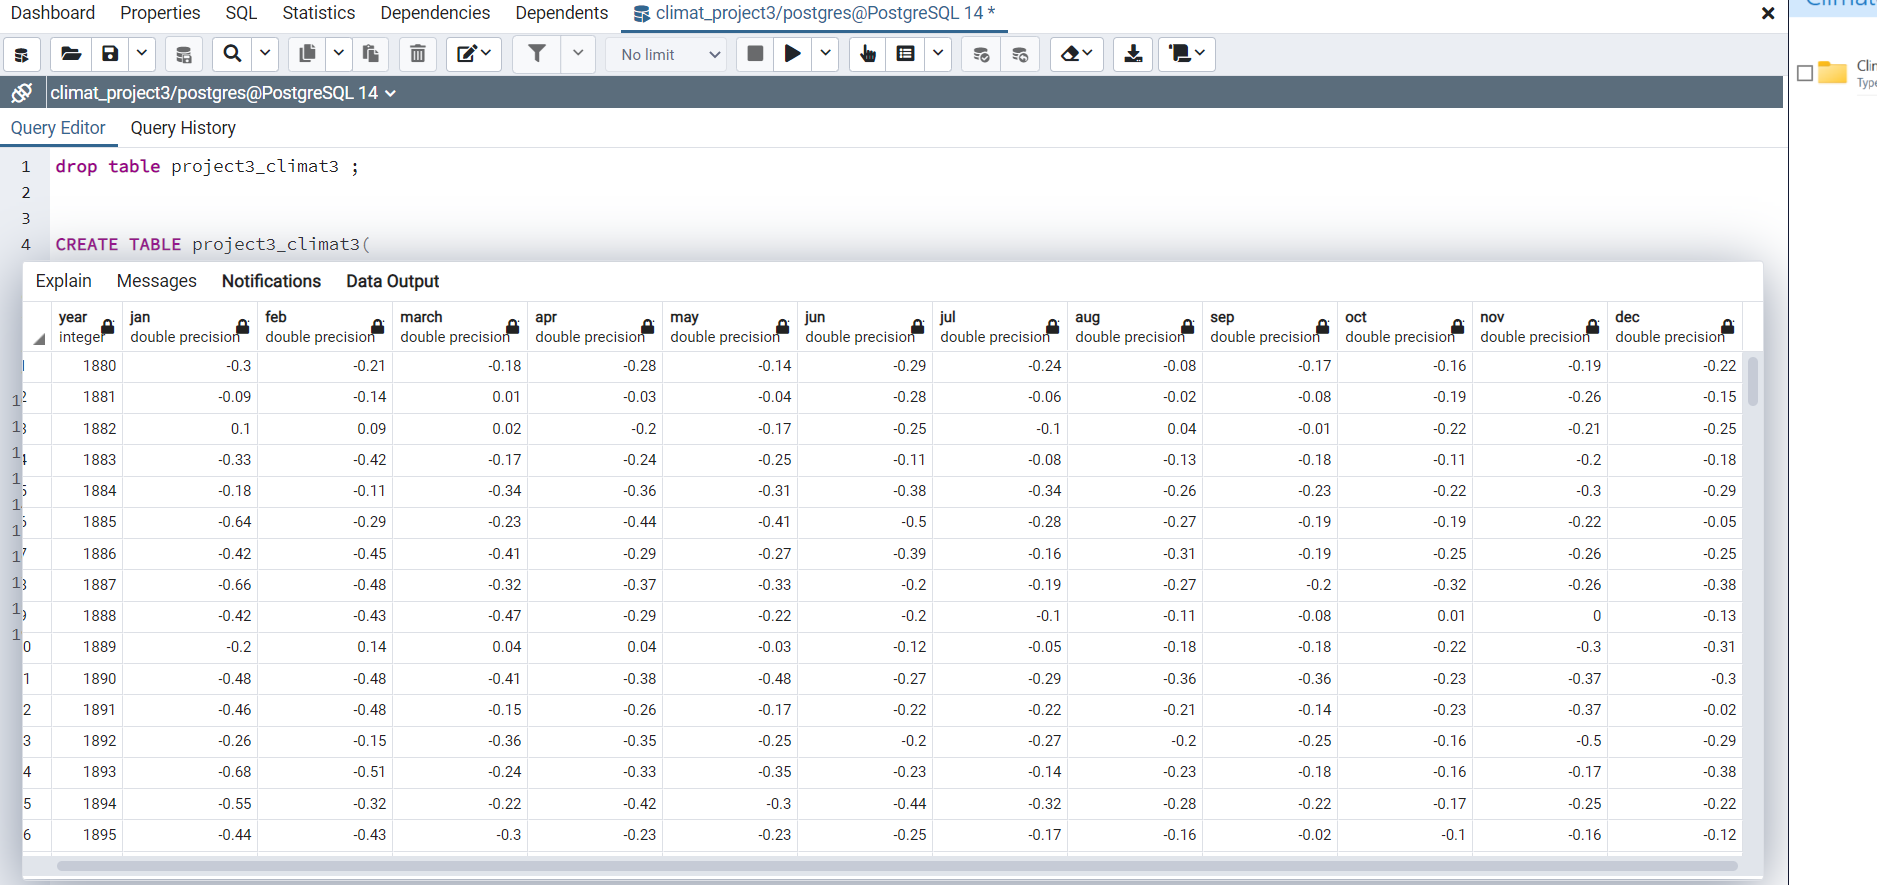 Dashboard Properties SQL Statistics Dependencies Dependents climat_project3/postgres@PostgreSQL 14 *
No limit
climat_project3/postgres@PostgreSQL 14
Query Editor Query History
1 drop table project3_climat3 ;
2
3
4 CREATE TABLE project3_climat3(
Explain Messages Notifications Data Output
year jan feb march apr may jun jul aug sep oct nov dec
integer double precision double precision double precision double precision double precision double precision double precision double precision double precision double precision double precision double precision
1880 -0.3 -0.21 -0.18 -0.28 -0.14 -0.29 -0.24 -0.08 -0.17 -0.16 -0.19 -0.22
1881 -0.09 -0.14 0.01 -0.03 -0.04 -0.28 -0.06 -0.02 -0.08 -0.19 -0.26 -0.15
1882 0.1 0.09 0.02 -0.2 -0.17 -0.25 -0.1 0.04 -0.01 -0.22 -0.21 -0.25
1883 -0.33 -0.42 -0.17 -0.24 -0.25 -0.11 -0.08 -0.13 -0.18 -0.11 -0.2 -0.18
1884 -0.18 -0.11 -0.34 -0.36 -0.31 -0.38 -0.34 -0.26 -0.23 -0.22 -0.3 -0.29
1885 -0.64 -0.29 -0.23 -0.44 -0.41 -0.5 -0.28 -0.27 -0.19 -0.19 -0.22 -0.05
1886 -0.42 -0.45 -0.41 -0.29 -0.27 -0.39 -0.16 -0.31 -0.19 -0.25 -0.26 -0.25
1887 -0.66 -0.48 -0.32 -0.37 -0.33 -0.2 -0.19 -0.27 -0.2 -0.32 -0.26 -0.38
1888 -0.42 -0.43 -0.47 -0.29 -0.22 -0.2 -0.1 -0.11 -0.08 0.01 0 -0.13
0 1889 -0.2 0.14 0.04 0.04 -0.03 -0.12 -0.05 -0.18 -0.18 -0.22 -0.3 -0.31
1 1890 -0.48 -0.48 -0.41 -0.38 -0.48 -0.27 -0.29 -0.36 -0.36 -0.23 -0.37 -0.3
2 1891 -0.46 -0.48 -0.15 -0.26 -0.17 -0.22 -0.22 -0.21 -0.14 -0.23 -0.37 -0.02
3 1892 -0.26 -0.15 -0.36 -0.35 -0.25 -0.2 -0.27 -0.2 -0.25 -0.16 -0.5 -0.29
4 1893 -0.68 -0.51 -0.24 -0.33 -0.35 -0.23 -0.14 -0.23 -0.18 -0.16 -0.17 -0.38
5 1894 -0.55 -0.32 -0.22 -0.42 -0.3 -0.44 -0.32 -0.28 -0.22 -0.17 -0.25 -0.22
6 1895 -0.44 -0.43 -0.3 -0.23 -0.23 -0.25 -0.17 -0.16 -0.02 -0.1 -0.16 -0.12